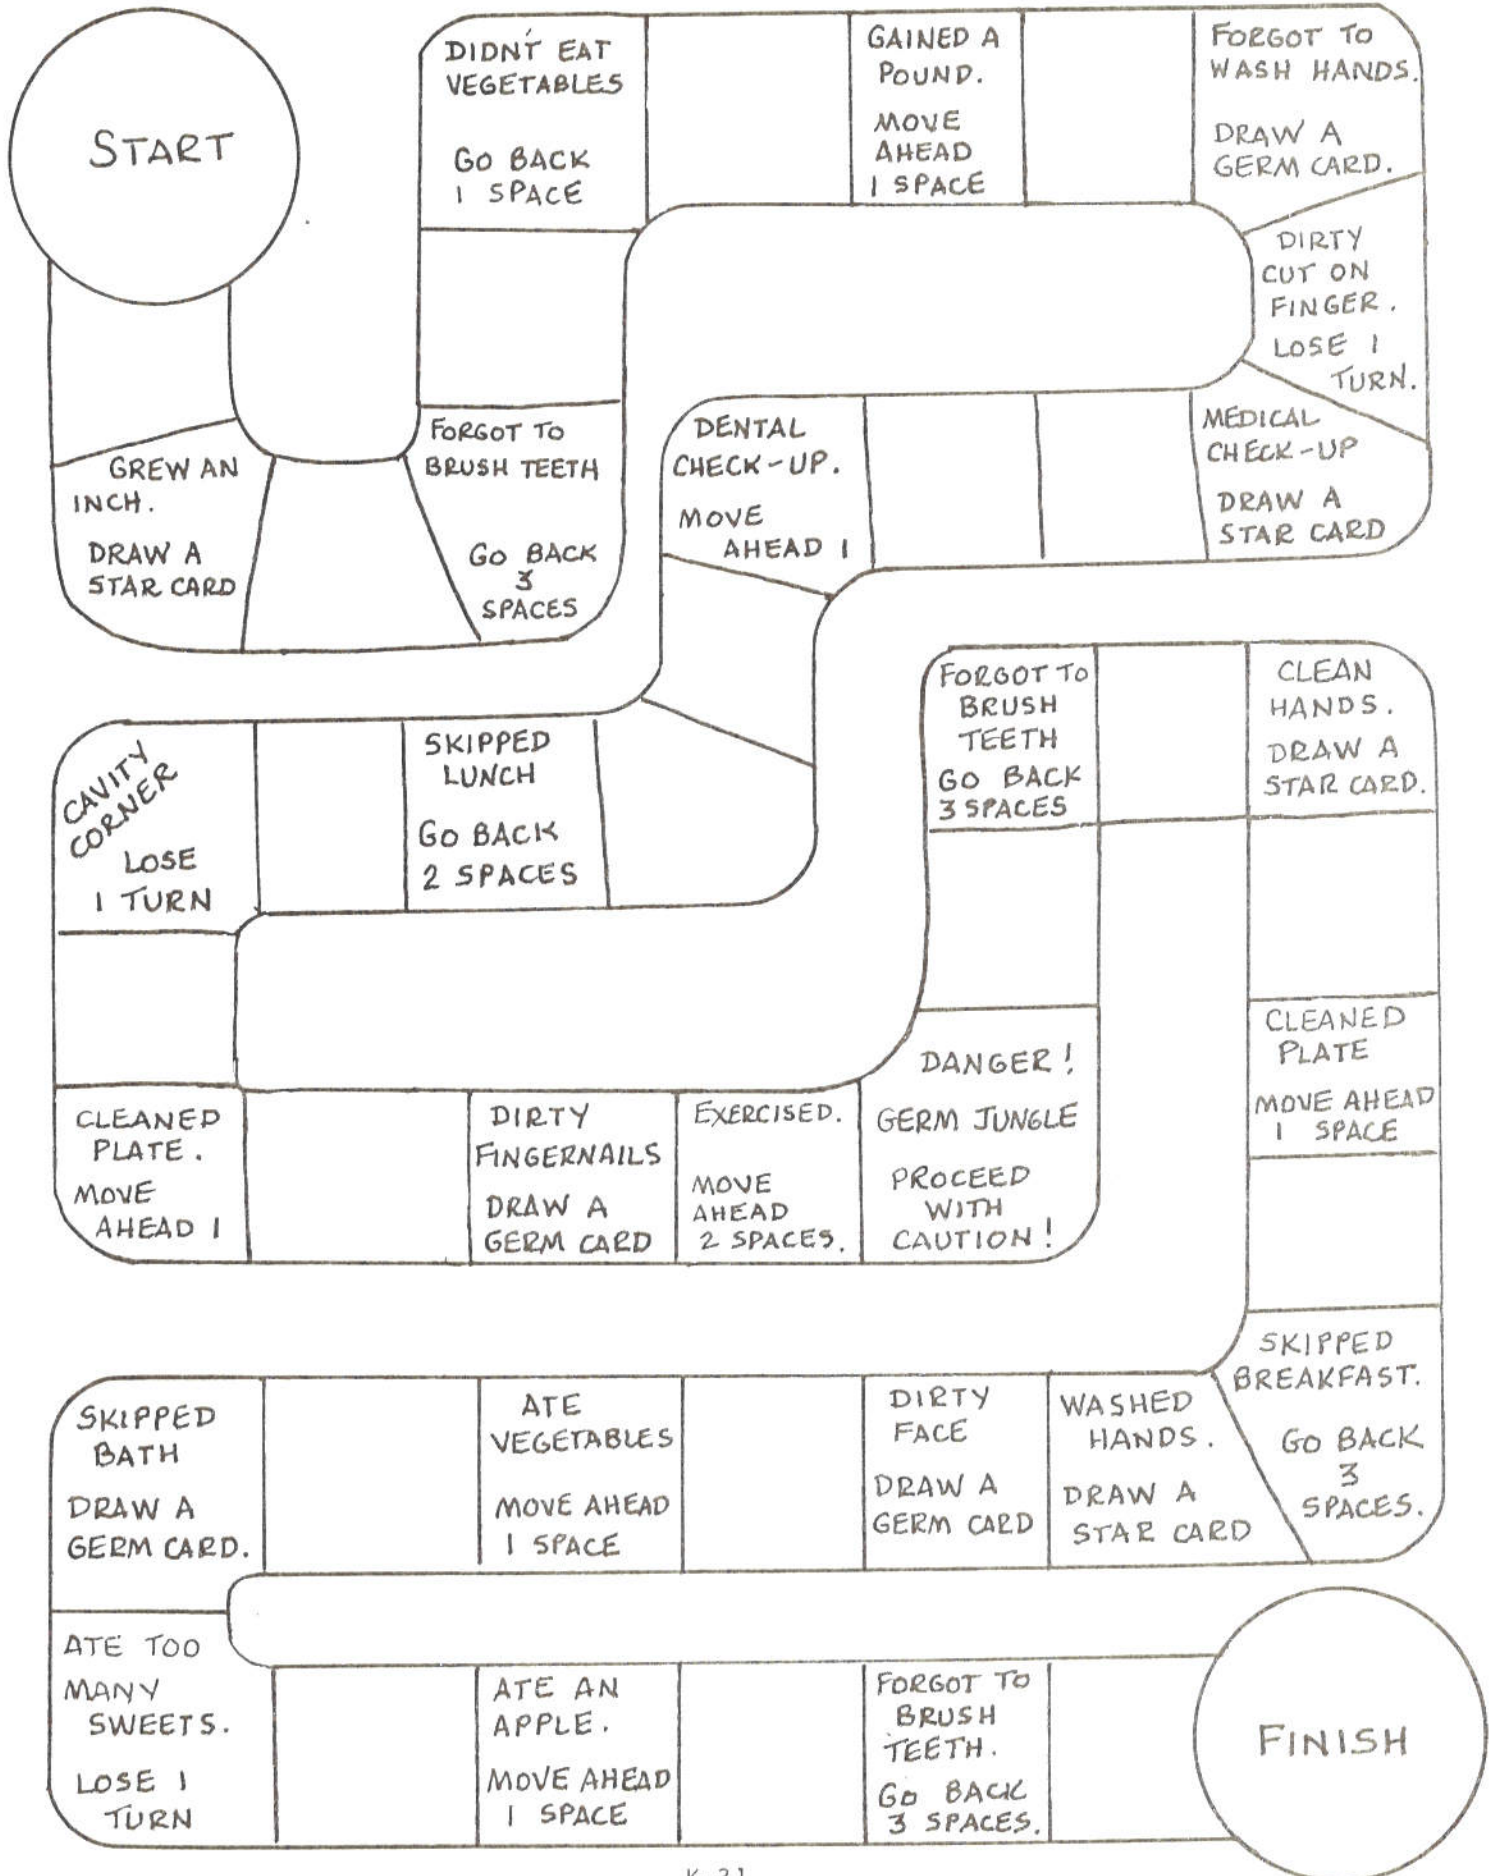 START
GREW AN
INCH.
DRAW A
STAR CARD
FORGOT TO
BRUSH TEETH
GO BACK
3
SPACES
DIDN'T EAT
VEGETABLES
GO BACK
1 SPACE
GAINED A
POUND.
MOVE
AHEAD
1 SPACE
FORGOT TO
WASH HANDS.
DRAW A
GERM CARD.
DIRTY
CUT ON
FINGER.
LOSE 1
TURN.
MEDICAL
CHECK-UP
DRAW A
STAR CARD
DENTAL
CHECK-UP.
MOVE
AHEAD 1
SKIPPED
LUNCH
GO BACK
2 SPACES
CAVITY
CORNER
LOSE
1 TURN
CLEANED
PLATE.
MOVE
AHEAD 1
DIRTY
FINGERNAILS
DRAW A
GERM CARD
EXERCISED.
MOVE
AHEAD
2 SPACES.
DANGER!
GERM JUNGLE
PROCEED
WITH
CAUTION!
FORGOT TO
BRUSH
TEETH
GO BACK
3 SPACES
CLEAN
HANDS.
DRAW A
STAR CARD.
CLEANED
PLATE
MOVE AHEAD
1 SPACE
SKIPPED
BREAKFAST.
GO BACK
3
SPACES.
WASHED
HANDS.
DRAW A
STAR CARD
DIRTY
FACE
DRAW A
GERM CARD
ATE
VEGETABLES
MOVE AHEAD
1 SPACE
SKIPPED
BATH
DRAW A
GERM CARD.
ATE TOO
MANY
SWEETS.
LOSE 1
TURN
ATE AN
APPLE.
MOVE AHEAD
1 SPACE
FORGOT TO
BRUSH
TEETH.
GO BACK
3 SPACES.
FINISH